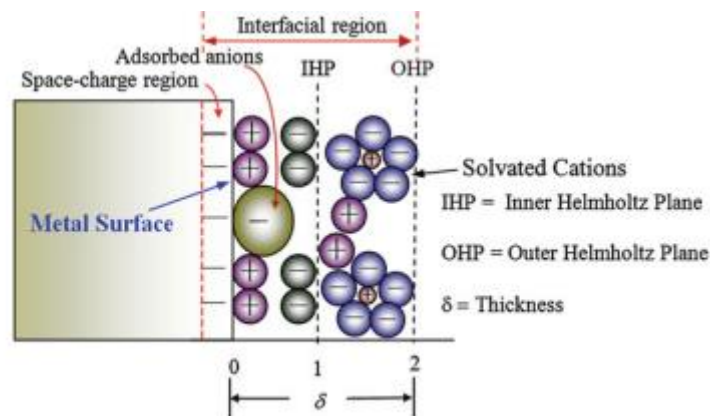 Interfacial region
Adsorbed anions
IHP
OHP
Space-charge region
Solvated Cations
Metal Surface
IHP = Inner Helmholtz Plane
OHP = Outer Helmholtz Plane
δ = Thickness
0
1
2
δ
+
+
+
+
+
+
+
+
−
−
−
−
−
−
−
−
−
−